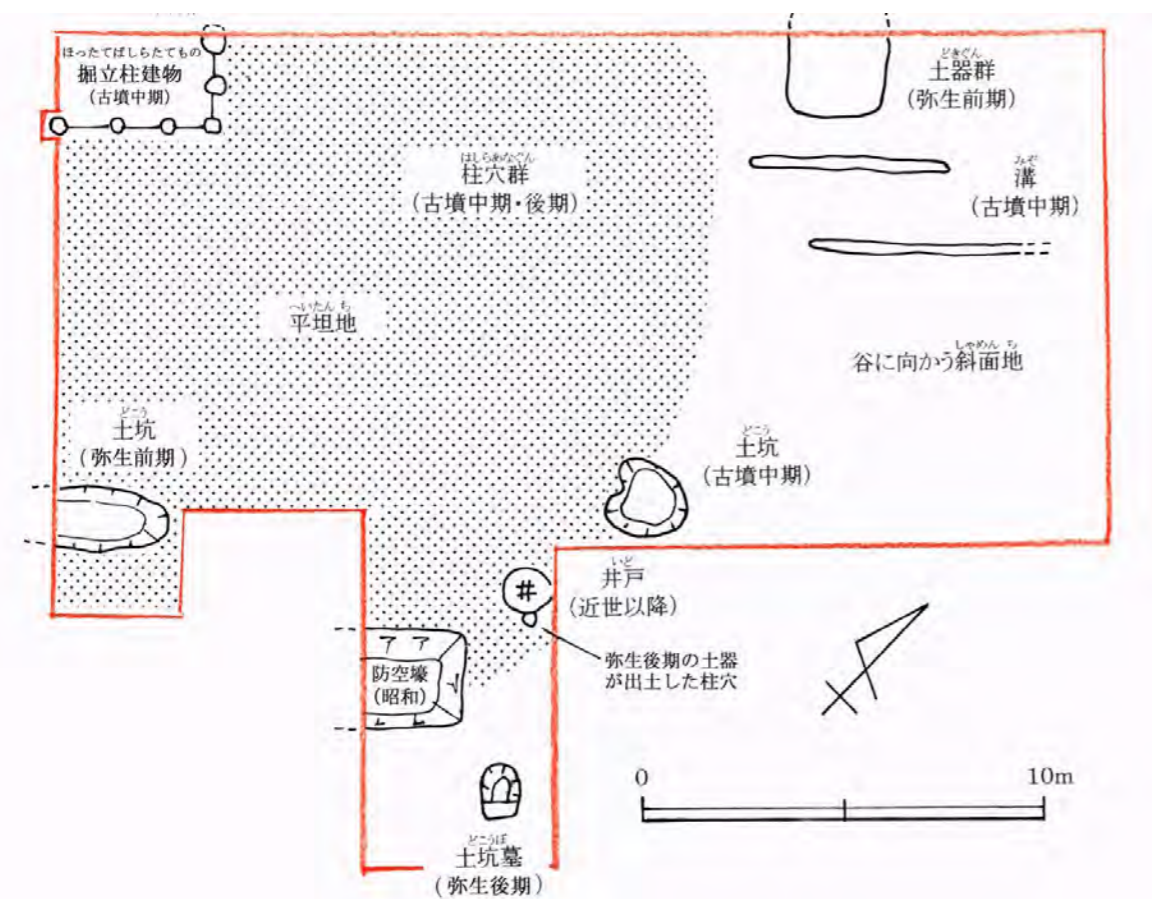 ほったてばしらたてもの
掘立柱建物
(古墳中期)
どきぐん
土器群
(弥生前期)
はしらあなぐん
柱穴群
(古墳中期・後期)
みぞ
溝
(古墳中期)
へいたんち
平坦地
しゃめんち
谷に向かう斜面地
どこう
土坑
(弥生前期)
どこう
土坑
(古墳中期)
井
いど
井戸
(近世以降)
弥生後期の土器
が出土した柱穴
防空壕
(昭和)
0 10m
どこうぼ
土坑墓
(弥生後期)